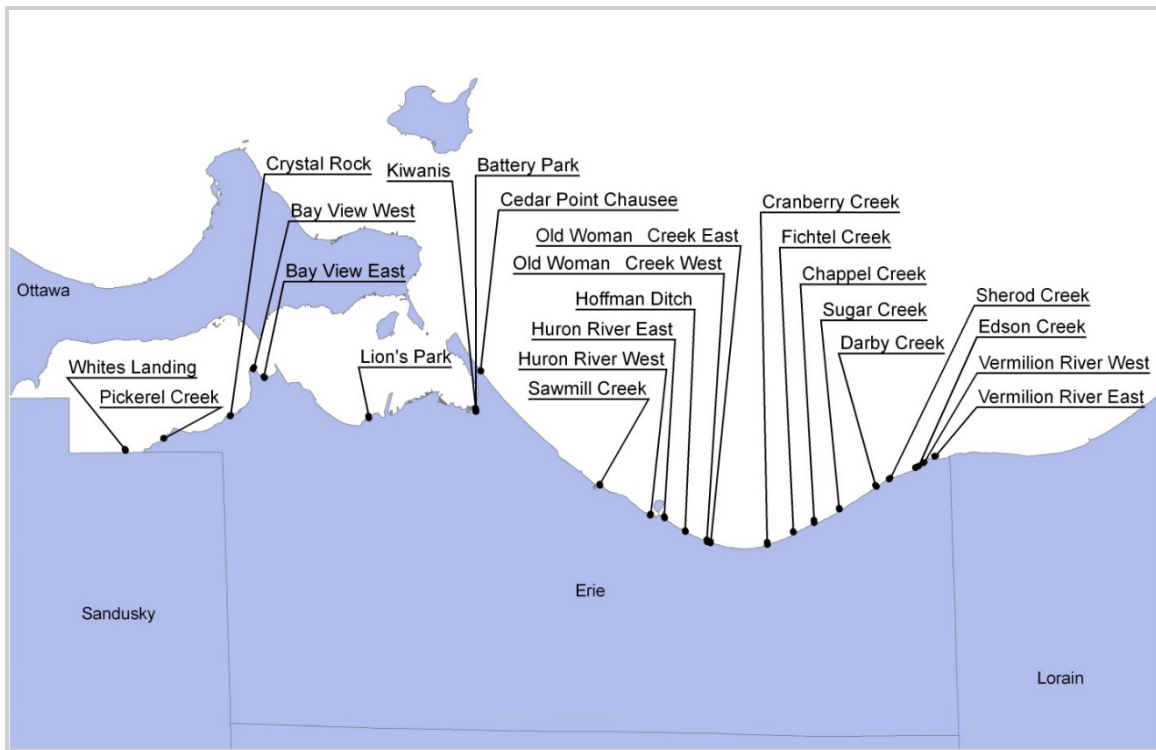 Crystal Rock
Kiwanis
Battery Park
Bay View West
Cedar Point Chausee
Cranberry Creek
Old Woman Creek East
Fichtel Creek
Old Woman Creek West
Bay View East
Chappel Creek
Ottawa
Sherod Creek
Hoffman Ditch
Sugar Creek
Edson Creek
Huron River East
Darby Creek
Lion's Park
Huron River West
Vermilion River West
Whites Landing
Sawmill Creek
Pickerel Creek
Vermilion River East
Erie
Sandusky
Lorain